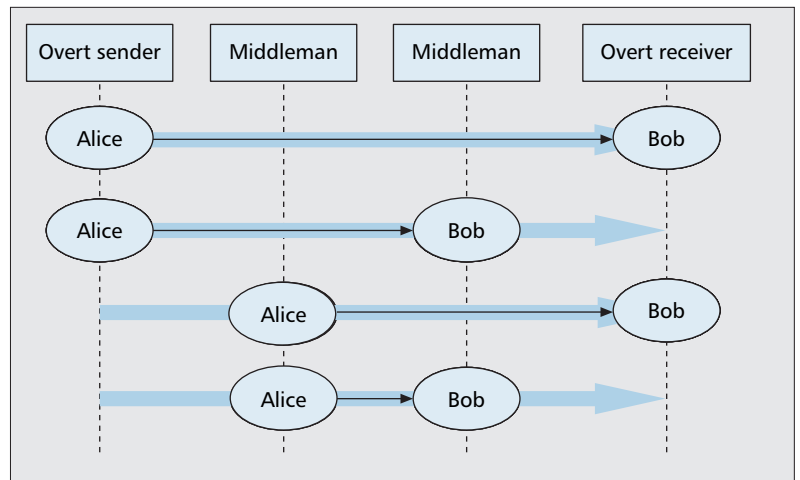 Overt sender
Middleman
Middleman
Overt receiver
Alice
Bob
Alice
Bob
Alice
Bob
Alice
Bob